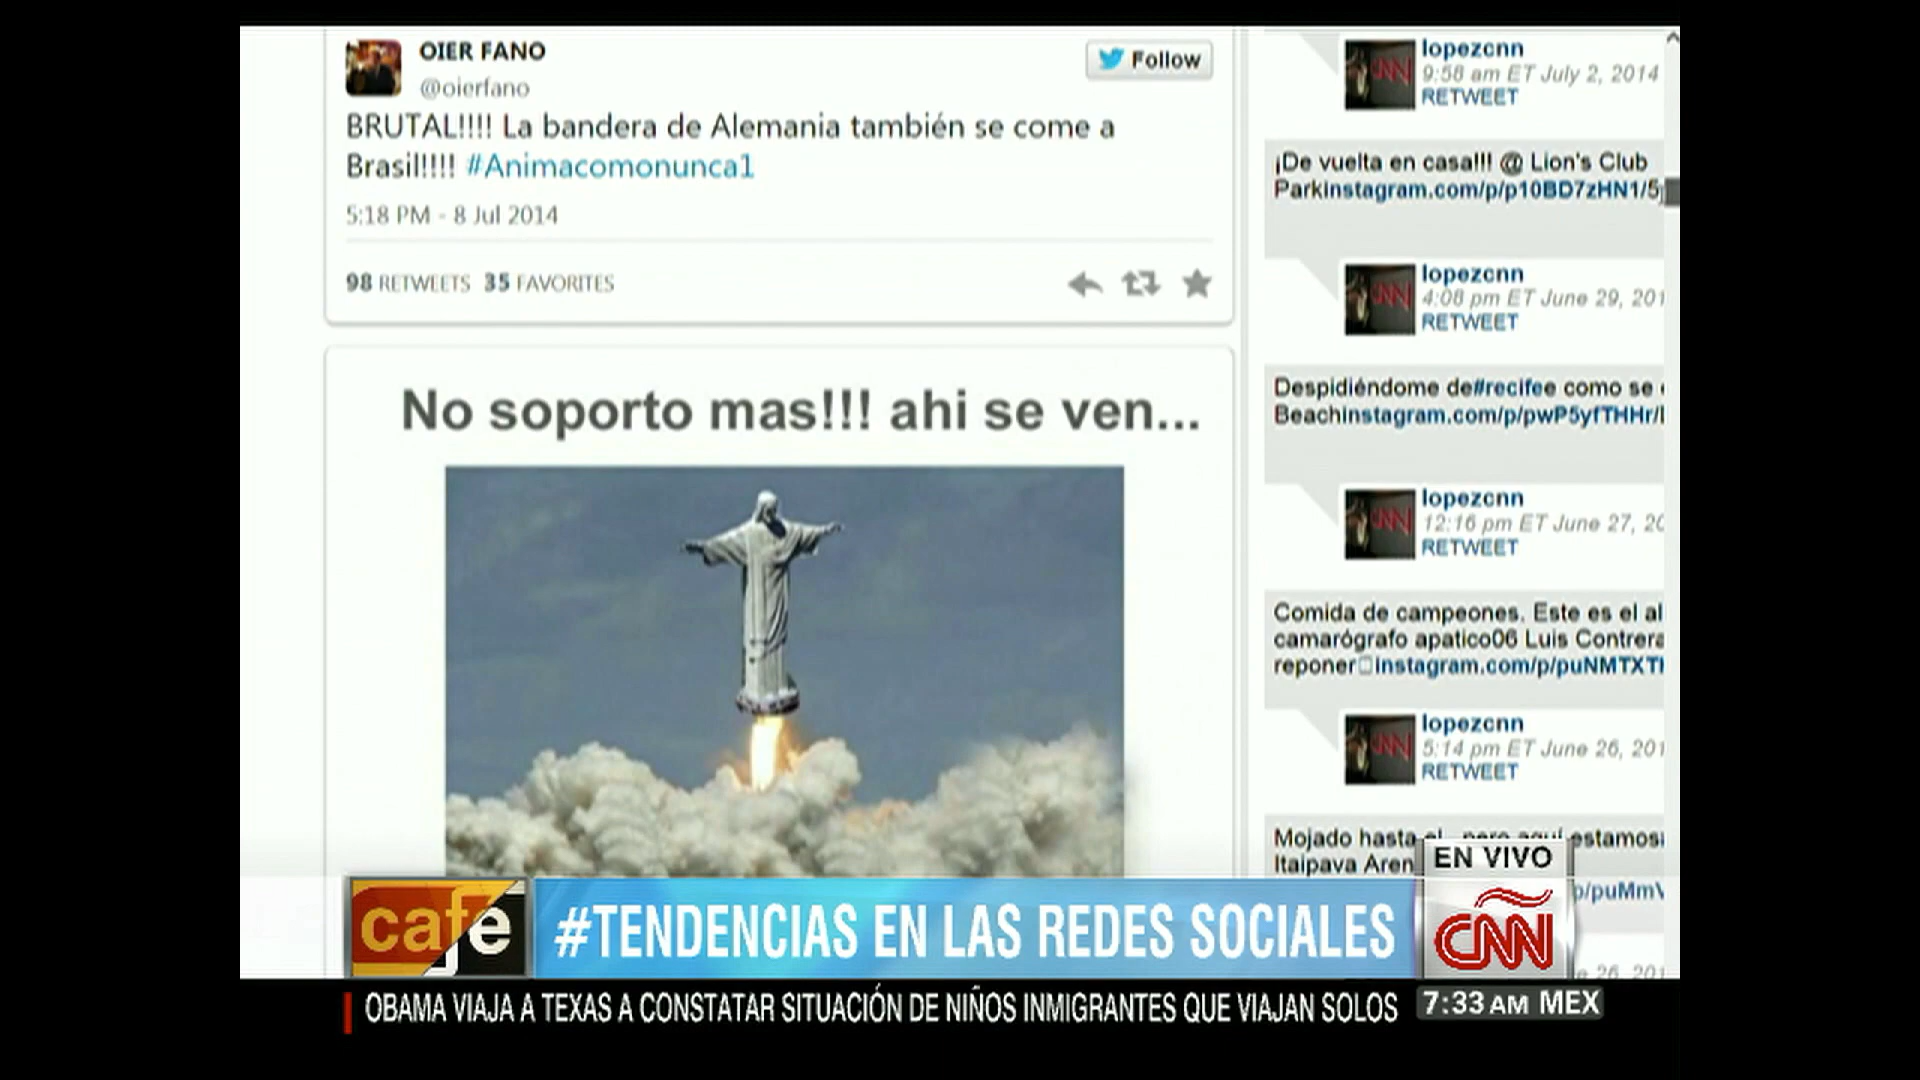 OIER FANO
@oierfano
Follow
BRUTAL!!!! La bandera de Alemania también se come a
Brasil!!!! #Animacomonunca1
5:18 PM - 8 Jul 2014
98 RETWEETS 35 FAVORITES
No soporto mas!!! ahi se ven...
lopezcnn
9:58 am ET July 2, 2014
RETWEET
¡De vuelta en casa!!! @ Lion's Club
Parkinstagram.com/p/p10BD7zHN1/5
lopezcnn
4:08 pm ET June 29, 201
RETWEET
Despidiéndome de#recifee como se
Beachinstagram.com/p/pwP5yfTHHr/
lopezcnn
12:16 pm ET June 27, 20
RETWEET
Comida de campeones. Este es el al
camarógrafo apatico06 Luis Contrera
reponer instagram.com/p/puNMTXT
lopezcnn
5:14 pm ET June 26, 201
RETWEET
Mojado hasta el pero aquí estamos
Itaipava Aren
p/puMm
e 26, 201
café
#TENDENCIAS EN LAS REDES SOCIALES
EN VIVO
CNN
OBAMA VIAJA A TEXAS A CONSTATAR SITUACIÓN DE NIÑOS INMIGRANTES QUE VIAJAN SOLOS
7:33 AM MEX